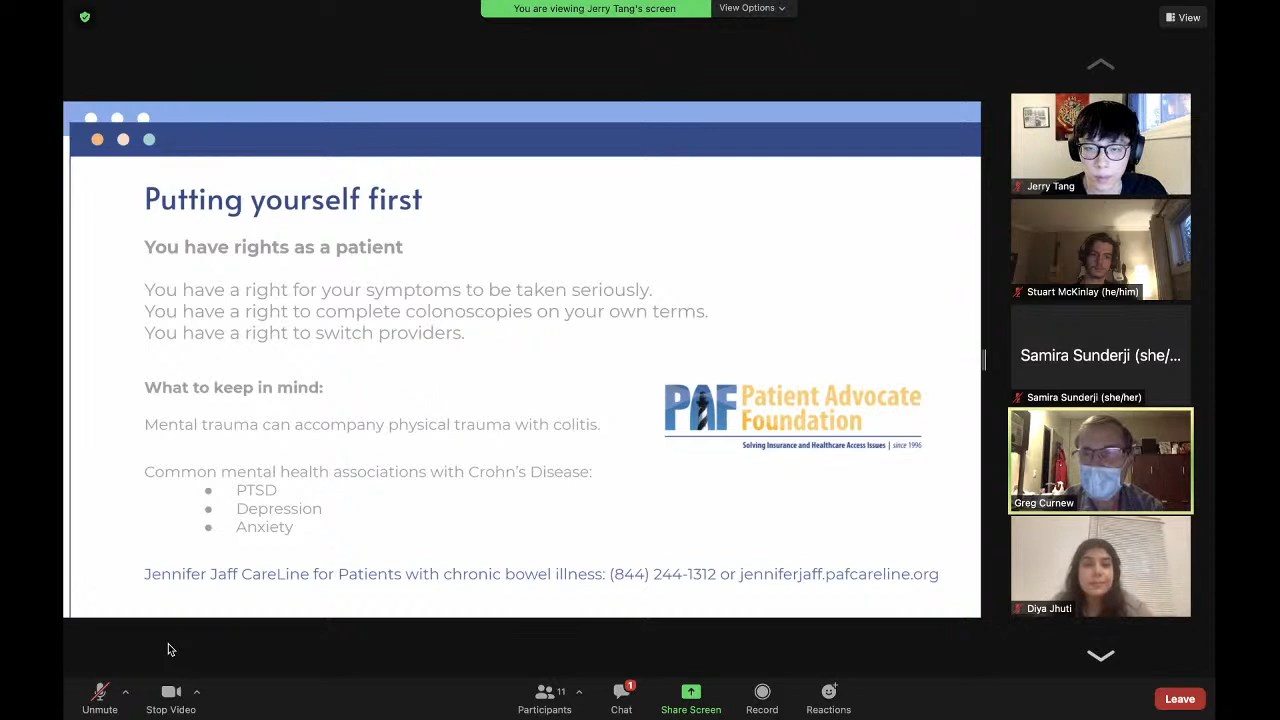 You are viewing Jerry Tang's screen
View Options
View
Putting yourself first
You have rights as a patient
You have a right for your symptoms to be taken seriously.
You have a right to complete colonoscopies on your own terms.
You have a right to switch providers.
What to keep in mind:
Mental trauma can accompany physical trauma with colitis.
Common mental health associations with Crohn's Disease:
● PTSD
● Depression
● Anxiety
PAF Patient Advocate
Foundation
Solving Insurance and Healthcare Access Issues | since 1996
Jennifer Jaff CareLine for Patients with chronic bowel illness: (844) 244-1312 or jenniferjaff.pafcareline.org
Jerry Tang
Stuart McKinlay (he/him)
Samira Sunderji (she/...
Samira Sunderji (she/her)
Greg Curnew
Diya Jhuti
Unmute
Stop Video
11
Participants
1
Chat
Share Screen
Record
Reactions
Leave